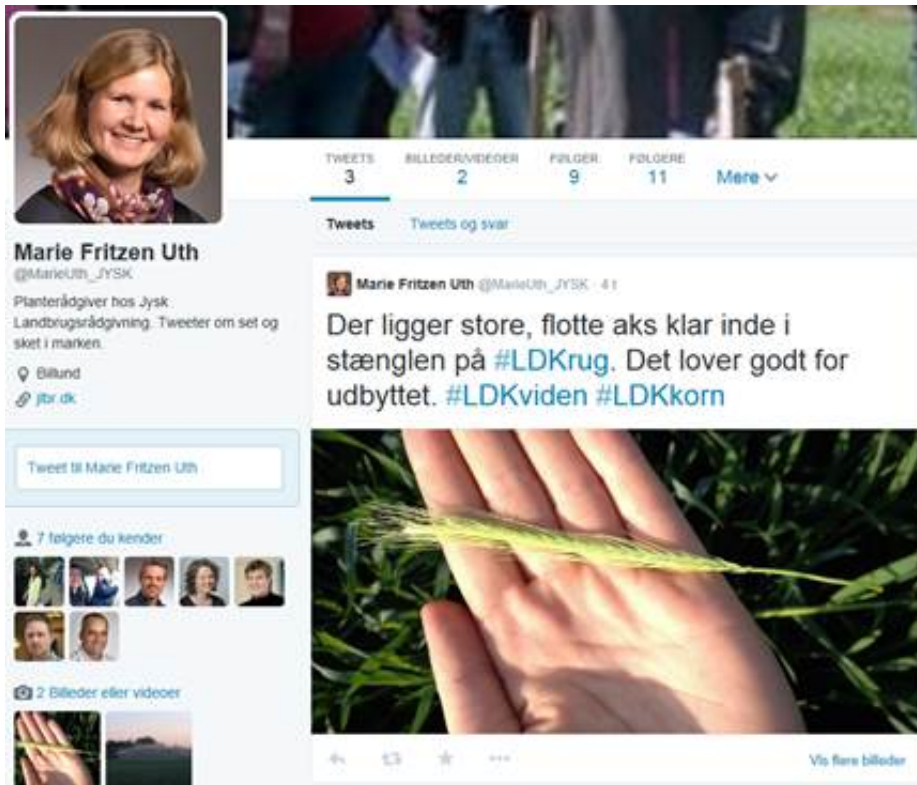 TWEETS
3
BILLEDER/VIDEOER
2
FØLGER
9
FØLGERE
11
Mere
Tweets
Tweets og svar
Marie Fritzen Uth
@MarieUth_JYSK
Planterådgiver hos Jysk
Landbrugsrådgivning. Tweeter om set og
sket i marken.
Billund
jlbr.dk
Tweet til Marie Fritzen Uth
7 følgere du kender
2 Billeder eller videoer
Marie Fritzen Uth @MarieUth_JYSK · 4 t
Der ligger store, flotte aks klar inde i
stænglen på #LDKrug. Det lover godt for
udbyttet. #LDKviden #LDKkorn
Vis flere billeder